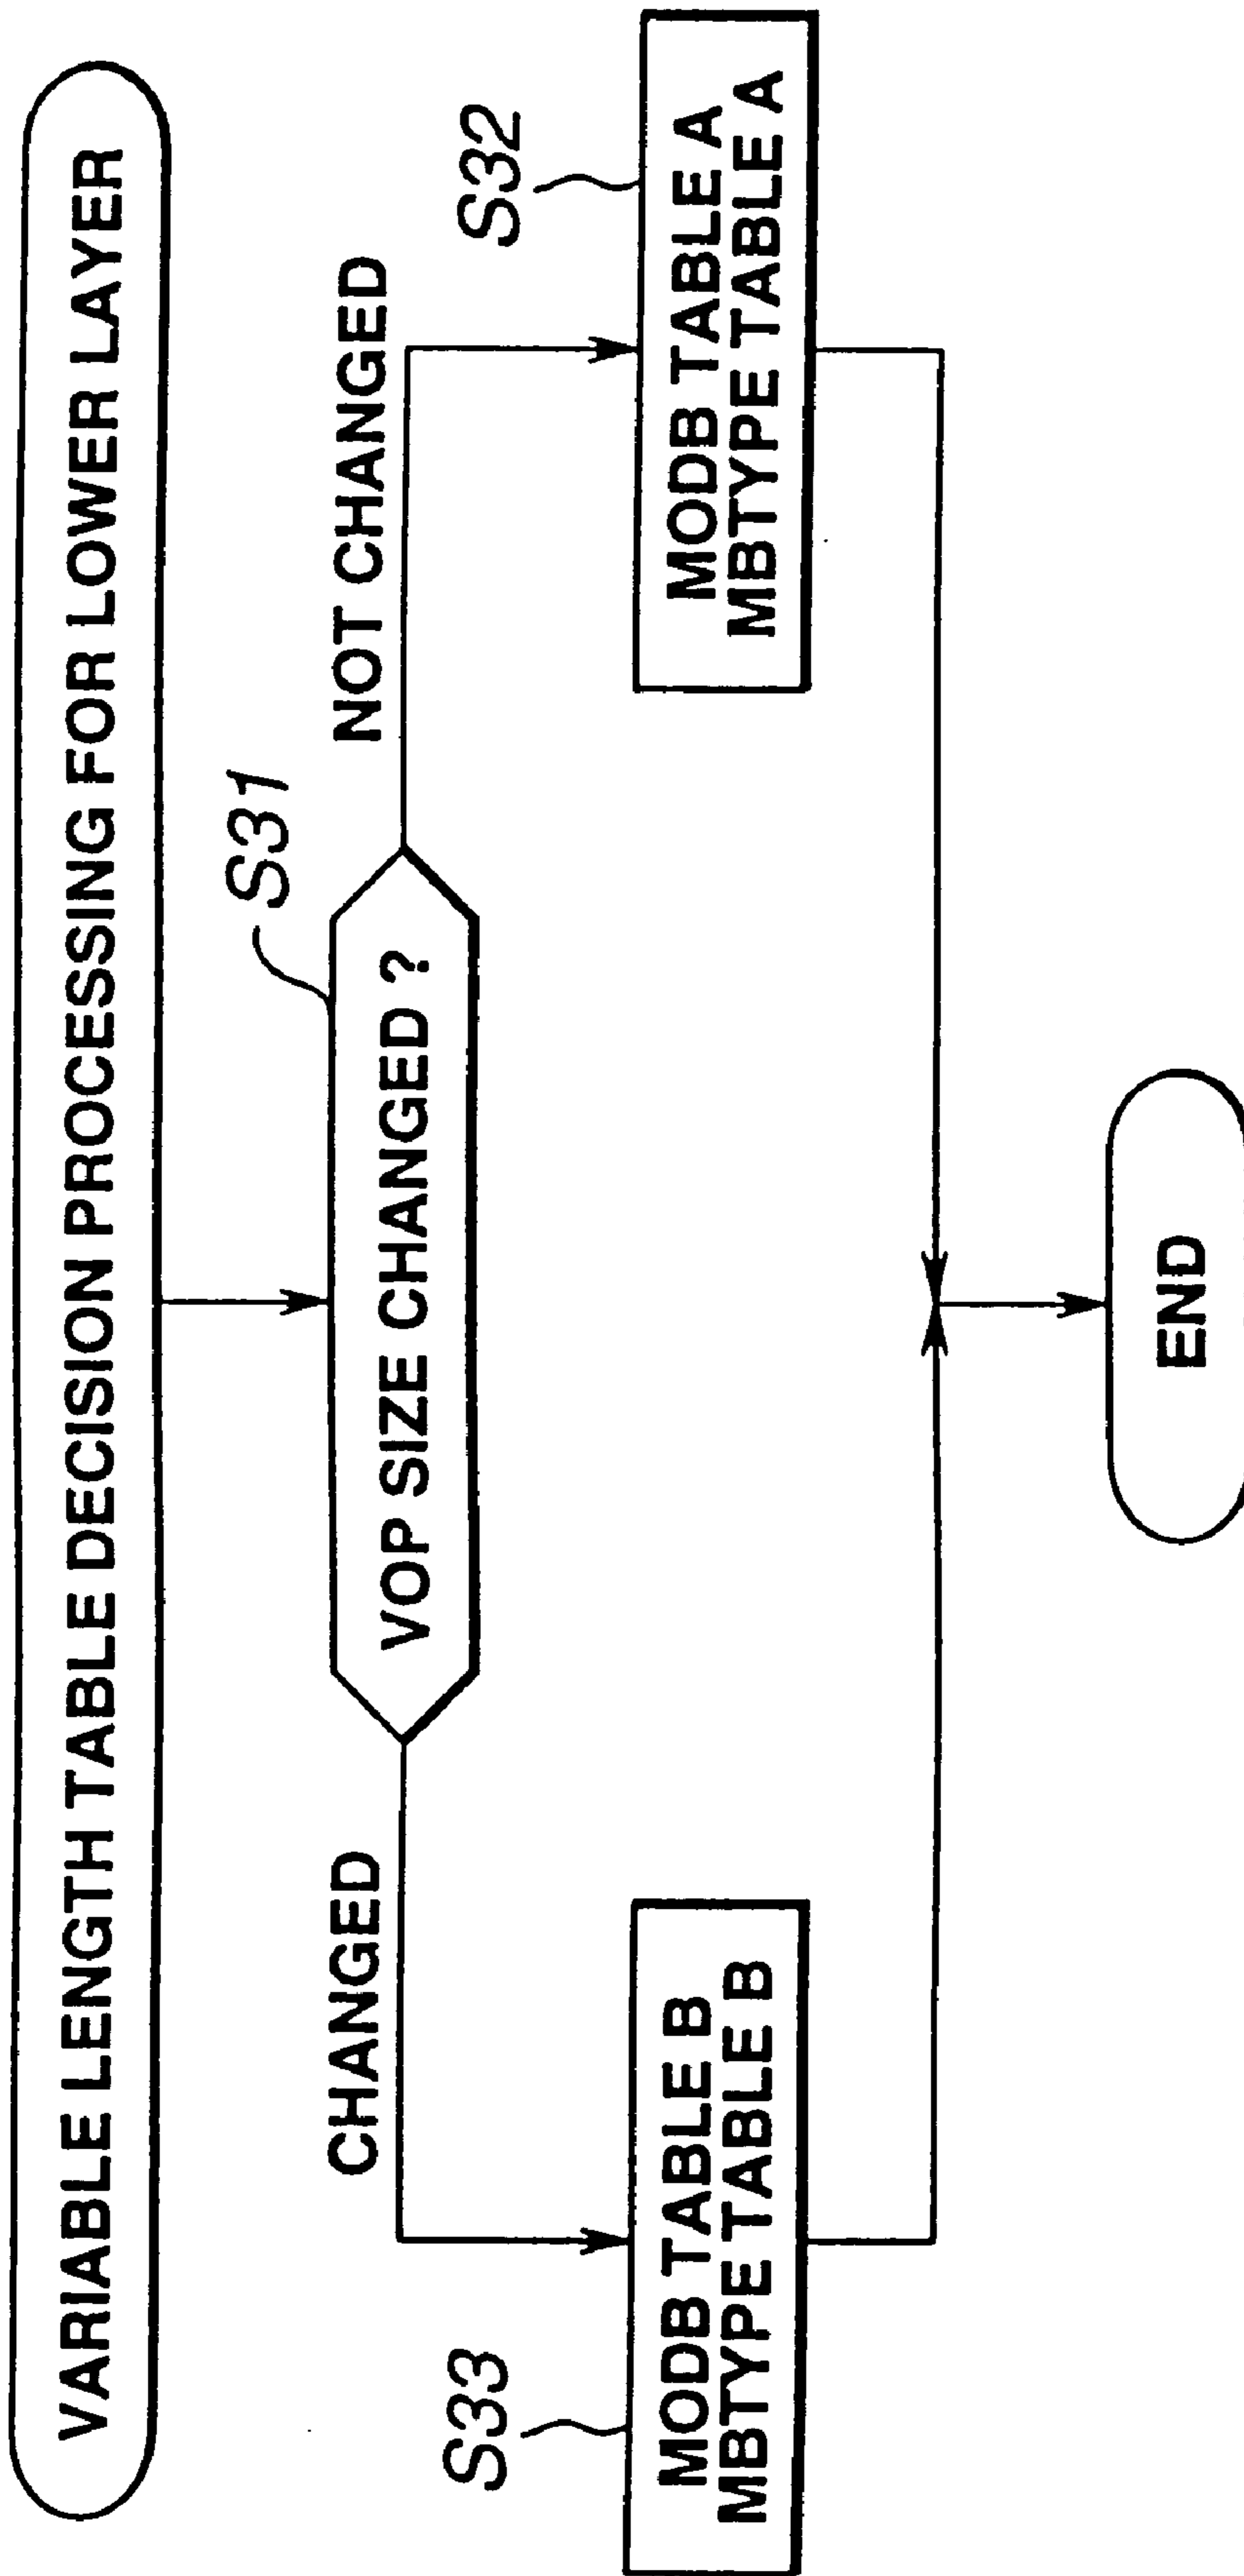 VARIABLE LENGTH TABLE DECISION PROCESSING FOR LOWER LAYER
S31
VOP SIZE CHANGED ?
CHANGED
NOT CHANGED
S33
MODB TABLE B
MBTYPE TABLE B
S32
MODB TABLE A
MBTYPE TABLE A
END